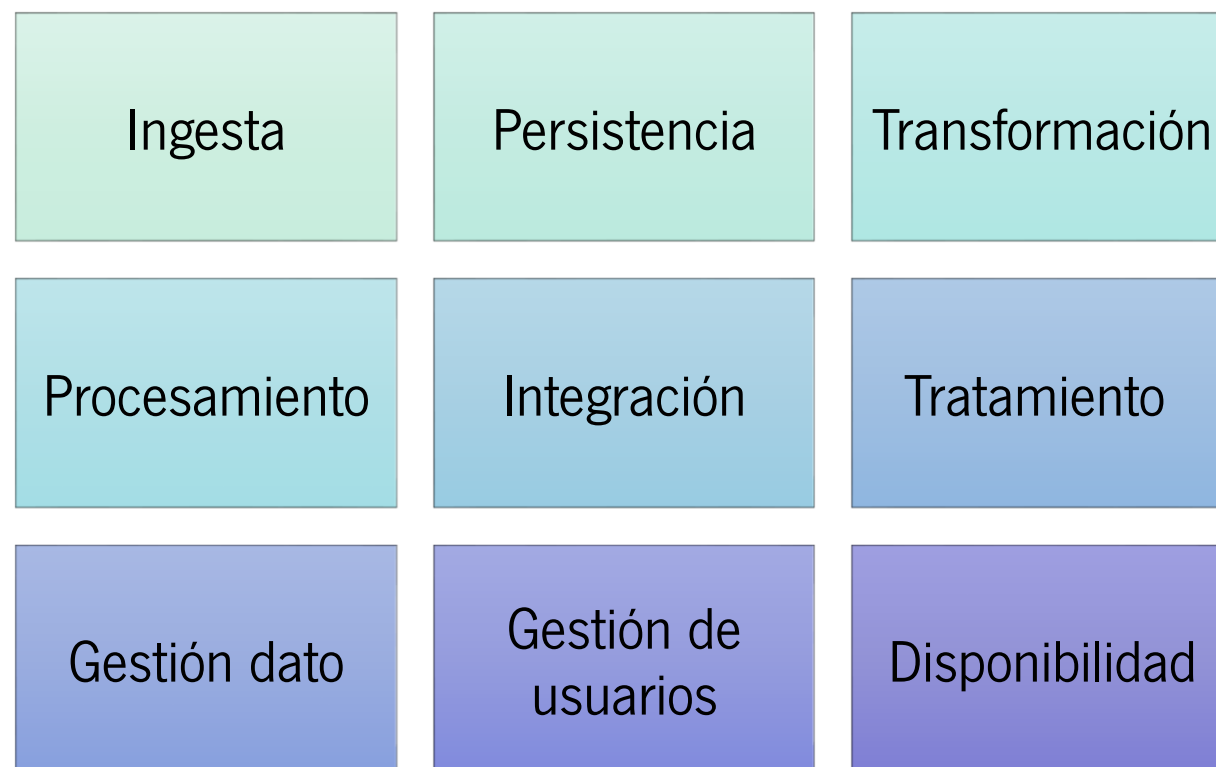 Ingesta
Persistencia
Transformación
Procesamiento
Integración
Tratamiento
Gestión dato
Gestión de
usuarios
Disponibilidad